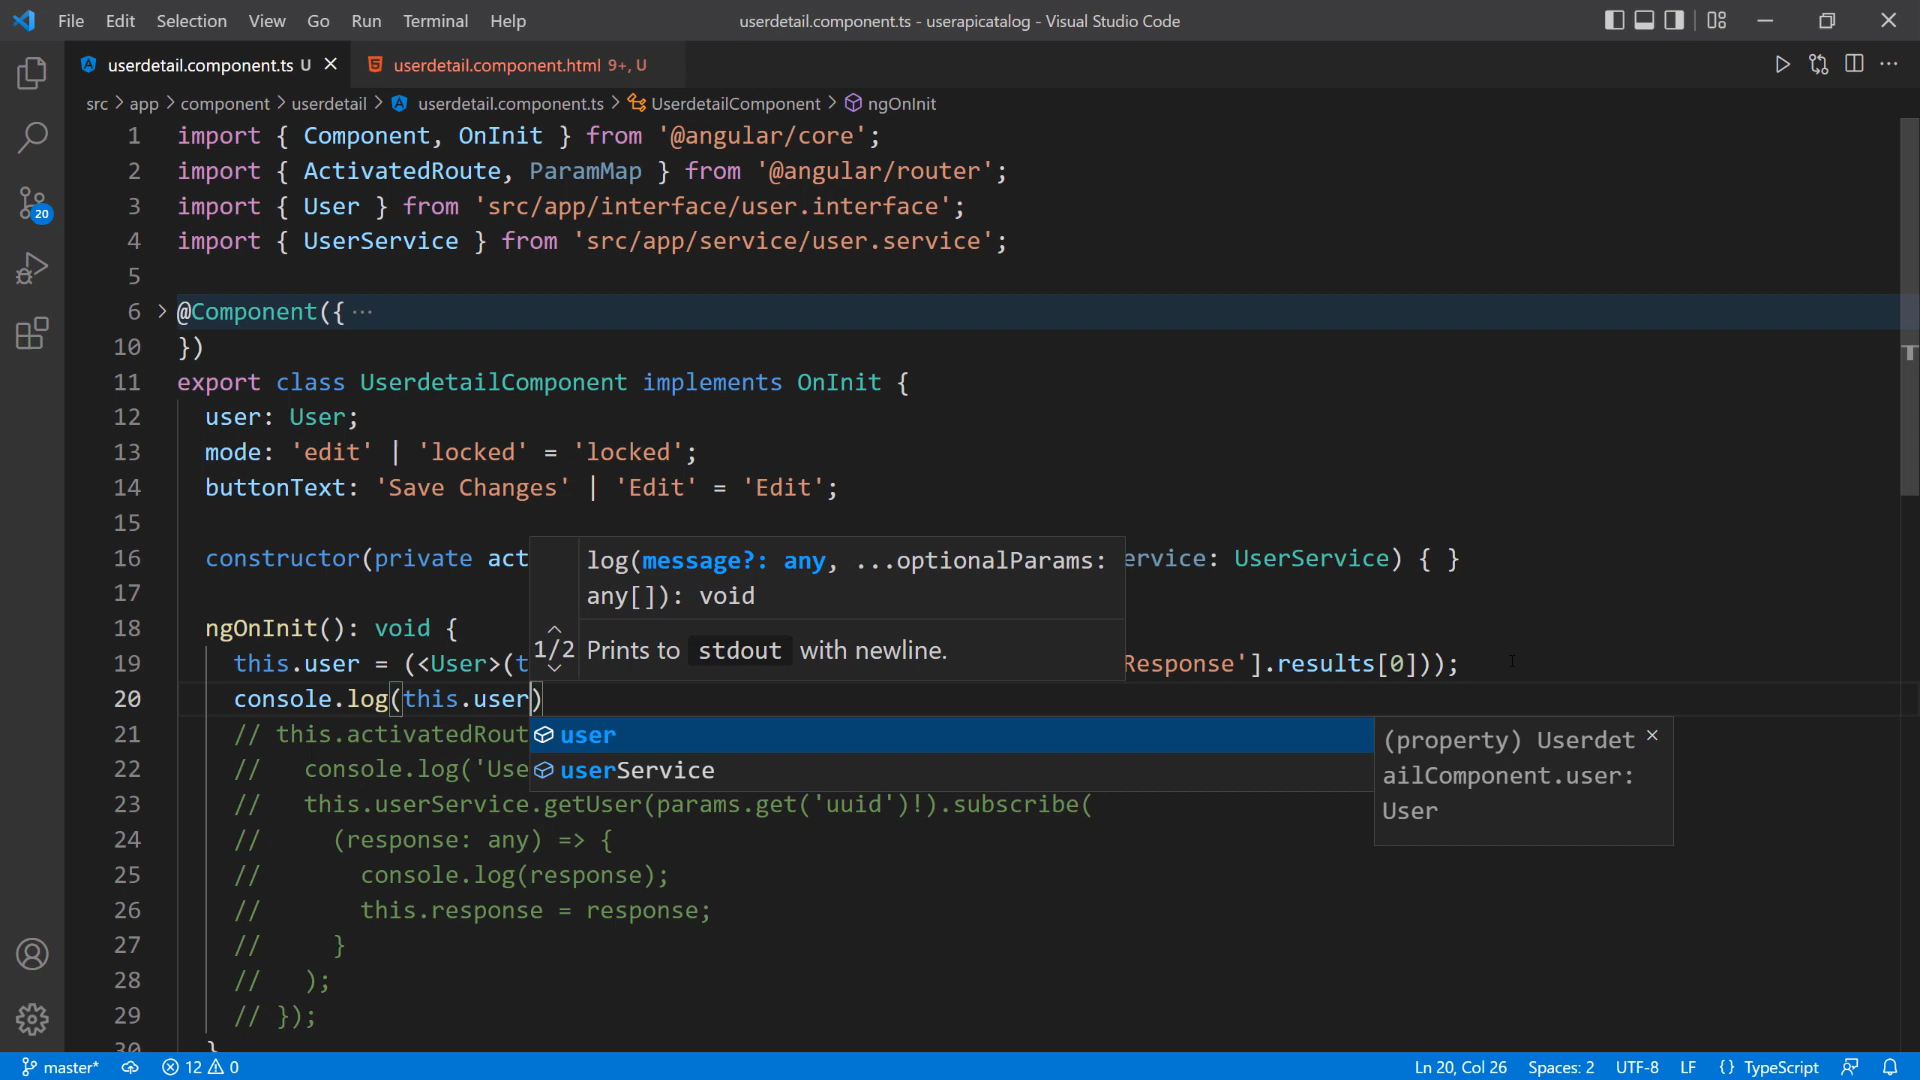 File Edit Selection View Go Run Terminal Help userdetail.component.ts - userapicatalog - Visual Studio Code
userdetail.component.ts U userdetail.component.html 9+, U
src > app > component > userdetail > userdetail.component.ts > UserdetailComponent > ngOnInit
1 import { Component, OnInit } from '@angular/core';
2 import { ActivatedRoute, ParamMap } from '@angular/router';
3 import { User } from 'src/app/interface/user.interface';
4 import { UserService } from 'src/app/service/user.service';
5
6 @Component({ ...
10 })
11 export class UserdetailComponent implements OnInit {
12 user: User;
13 mode: 'edit' | 'locked' = 'locked';
14 buttonText: 'Save Changes' | 'Edit' = 'Edit';
15
16 constructor(private act ervice: UserService) { }
log(message?: any, ...optionalParams:
any[]): void
17
18 ngOnInit(): void {
1/2 Prints to stdout with newline.
19 this.user = (<User>(t Response'].results[0]));
20 console.log(this.user)
21 // this.activatedRout
user
userService
(property) Userdet
ailComponent.user:
User
22 // console.log('Use
23 // this.userService.getUser(params.get('uuid')!).subscribe(
24 // (response: any) => {
25 // console.log(response);
26 // this.response = response;
27 // }
28 // );
29 // });
30 }
20
master* 12 0 Ln 20, Col 26 Spaces: 2 UTF-8 LF {} TypeScript